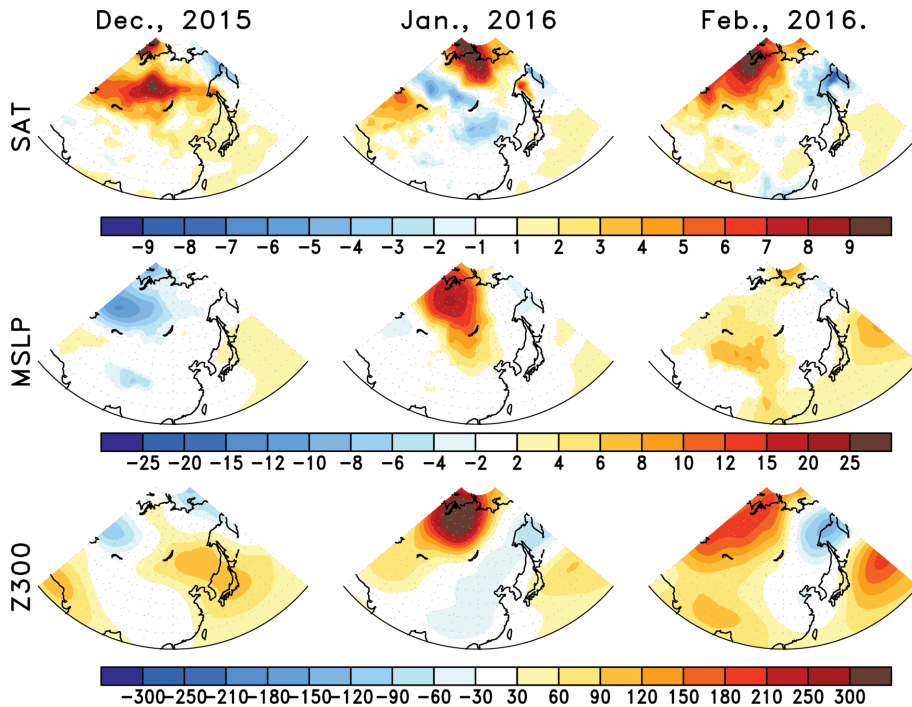 Dec., 2015
Jan., 2016
Feb., 2016.
SAT
-9 -8 -7 -6 -5 -4 -3 -2 -1 1 2 3 4 5 6 7 8 9
MSLP
-25 -20 -15 -12 -10 -8 -6 -4 -2 2 4 6 8 10 12 15 20 25
Z300
-300 -250 -210 -180 -150 -120 -90 -60 -30 30 60 90 120 150 180 210 250 300